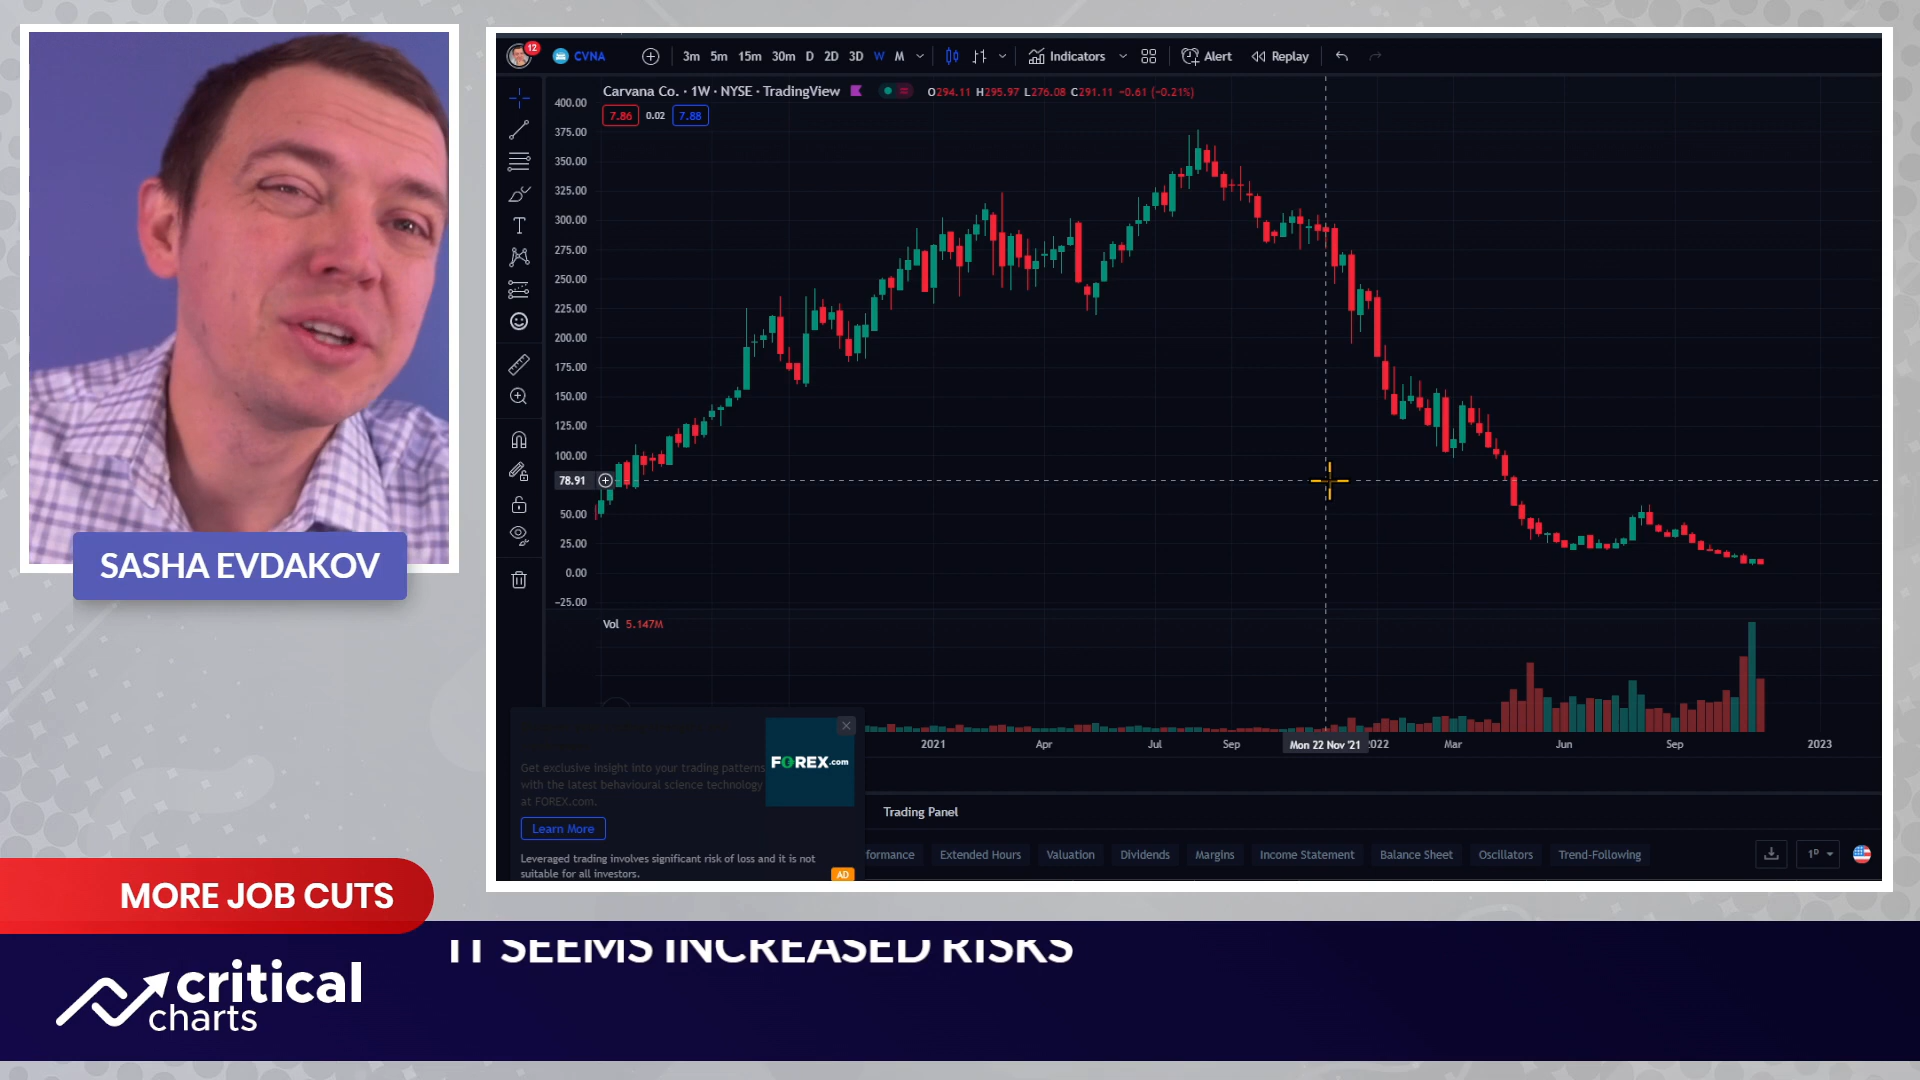 12
CVNA
3m 5m 15m 30m D 2D 3D W M
Indicators
Alert
Replay
Carvana Co. · 1W · NYSE · TradingView
O294.11 H295.97 L276.08 C291.11 −0.61 (−0.21%)
7.86 0.02 7.88
400.00
375.00
350.00
325.00
300.00
275.00
250.00
225.00
200.00
175.00
150.00
125.00
100.00
78.91
50.00
25.00
0.00
−25.00
SASHA EVDAKOV
Vol 5.147M
2021 Apr Jul Sep Mon 22 Nov '21 2022 Mar Jun Sep 2023
Get exclusive insight into your trading patterns
with the latest behavioural science technology
at FOREX.com.
FOREX.com
Learn More
Leveraged trading involves significant risk of loss and it is not
suitable for all investors.
AD
Trading Panel
formance Extended Hours Valuation Dividends Margins Income Statement Balance Sheet Oscillators Trend-Following
1D
MORE JOB CUTS
IT SEEMS INCREASED RISKS
critical
charts